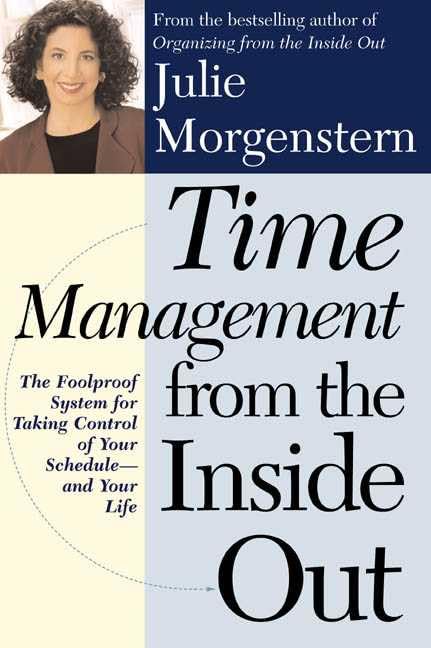 From the bestselling author of
Organizing from the Inside Out
Julie
Morgenstern
Time
Management
from the
Inside
Out
The Foolproof
System for
Taking Control
of Your
Schedule—
and Your
Life